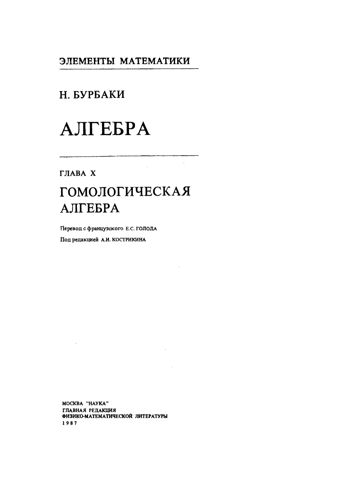 ЭЛЕМЕНТЫ МАТЕМАТИКИ
Н. БУРБАКИ
АЛГЕБРА
ГЛАВА X
ГОМОЛОГИЧЕСКАЯ
АЛГЕБРА
Перевод с французского Е.С. ГОЛОДА
Под редакцией А.И. КОСТРИКИНА
МОСКВА "НАУКА"
ГЛАВНАЯ РЕДАКЦИЯ
ФИЗИКО-МАТЕМАТИЧЕСКОЙ ЛИТЕРАТУРЫ
1987